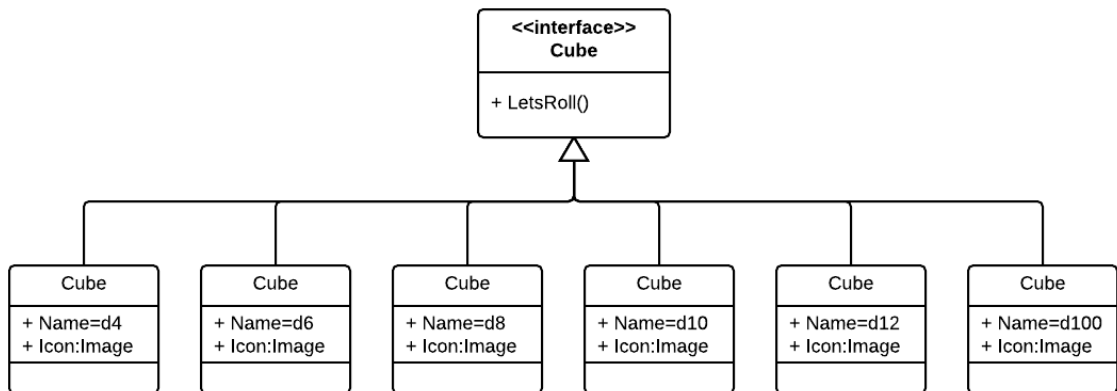 <<interface>>
Cube
+ LetsRoll()
Cube
+ Name=d4
+ Icon:Image
Cube
+ Name=d6
+ Icon:Image
Cube
+ Name=d8
+ Icon:Image
Cube
+ Name=d10
+ Icon:Image
Cube
+ Name=d12
+ Icon:Image
Cube
+ Name=d100
+ Icon:Image